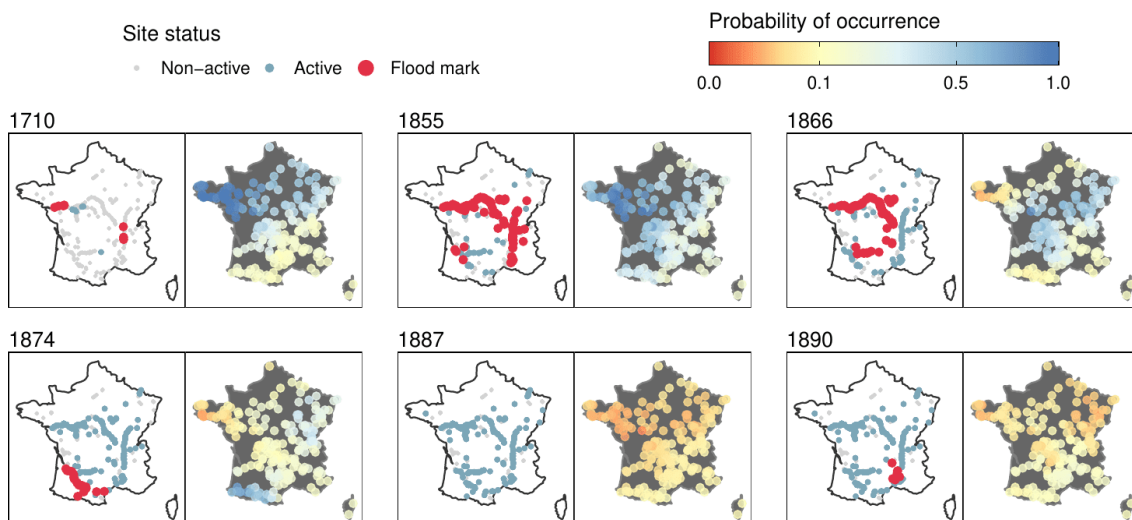 Site status
Non−active Active Flood mark
Probability of occurrence
0.0 0.1 0.5 1.0
1710 1855 1866
1874 1887 1890